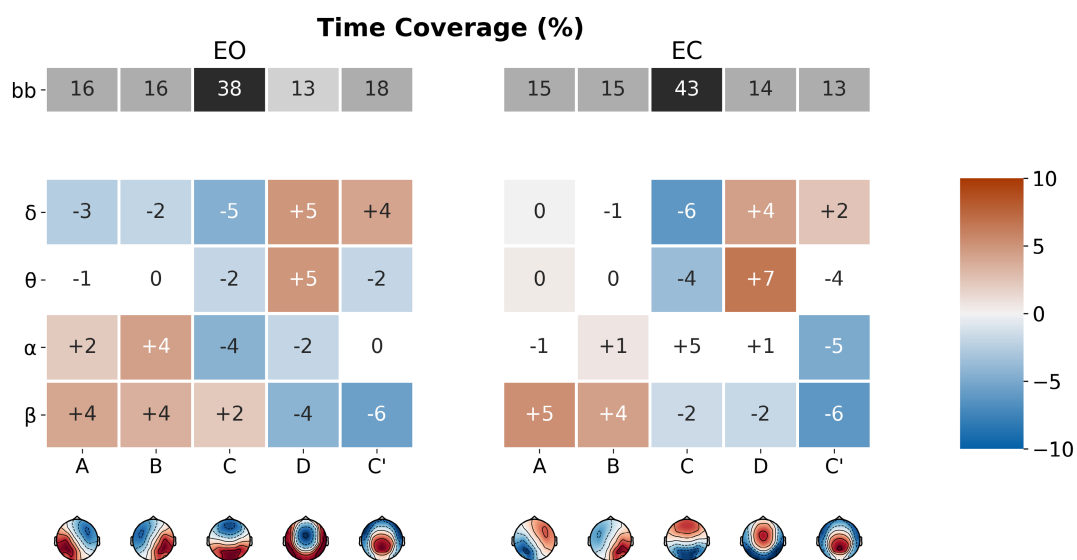 Time Coverage (%)
EO EC
bb 16 16 38 13 18 15 15 43 14 13
10
δ -3 -2 -5 +5 +4 0 -1 -6 +4 +2
5
θ -1 0 -2 +5 -2 0 0 -4 +7 -4
0
α +2 +4 -4 -2 0 -1 +1 +5 +1 -5
−5
β +4 +4 +2 -4 -6 +5 +4 -2 -2 -6
−10
A B C D C' A B C D C'